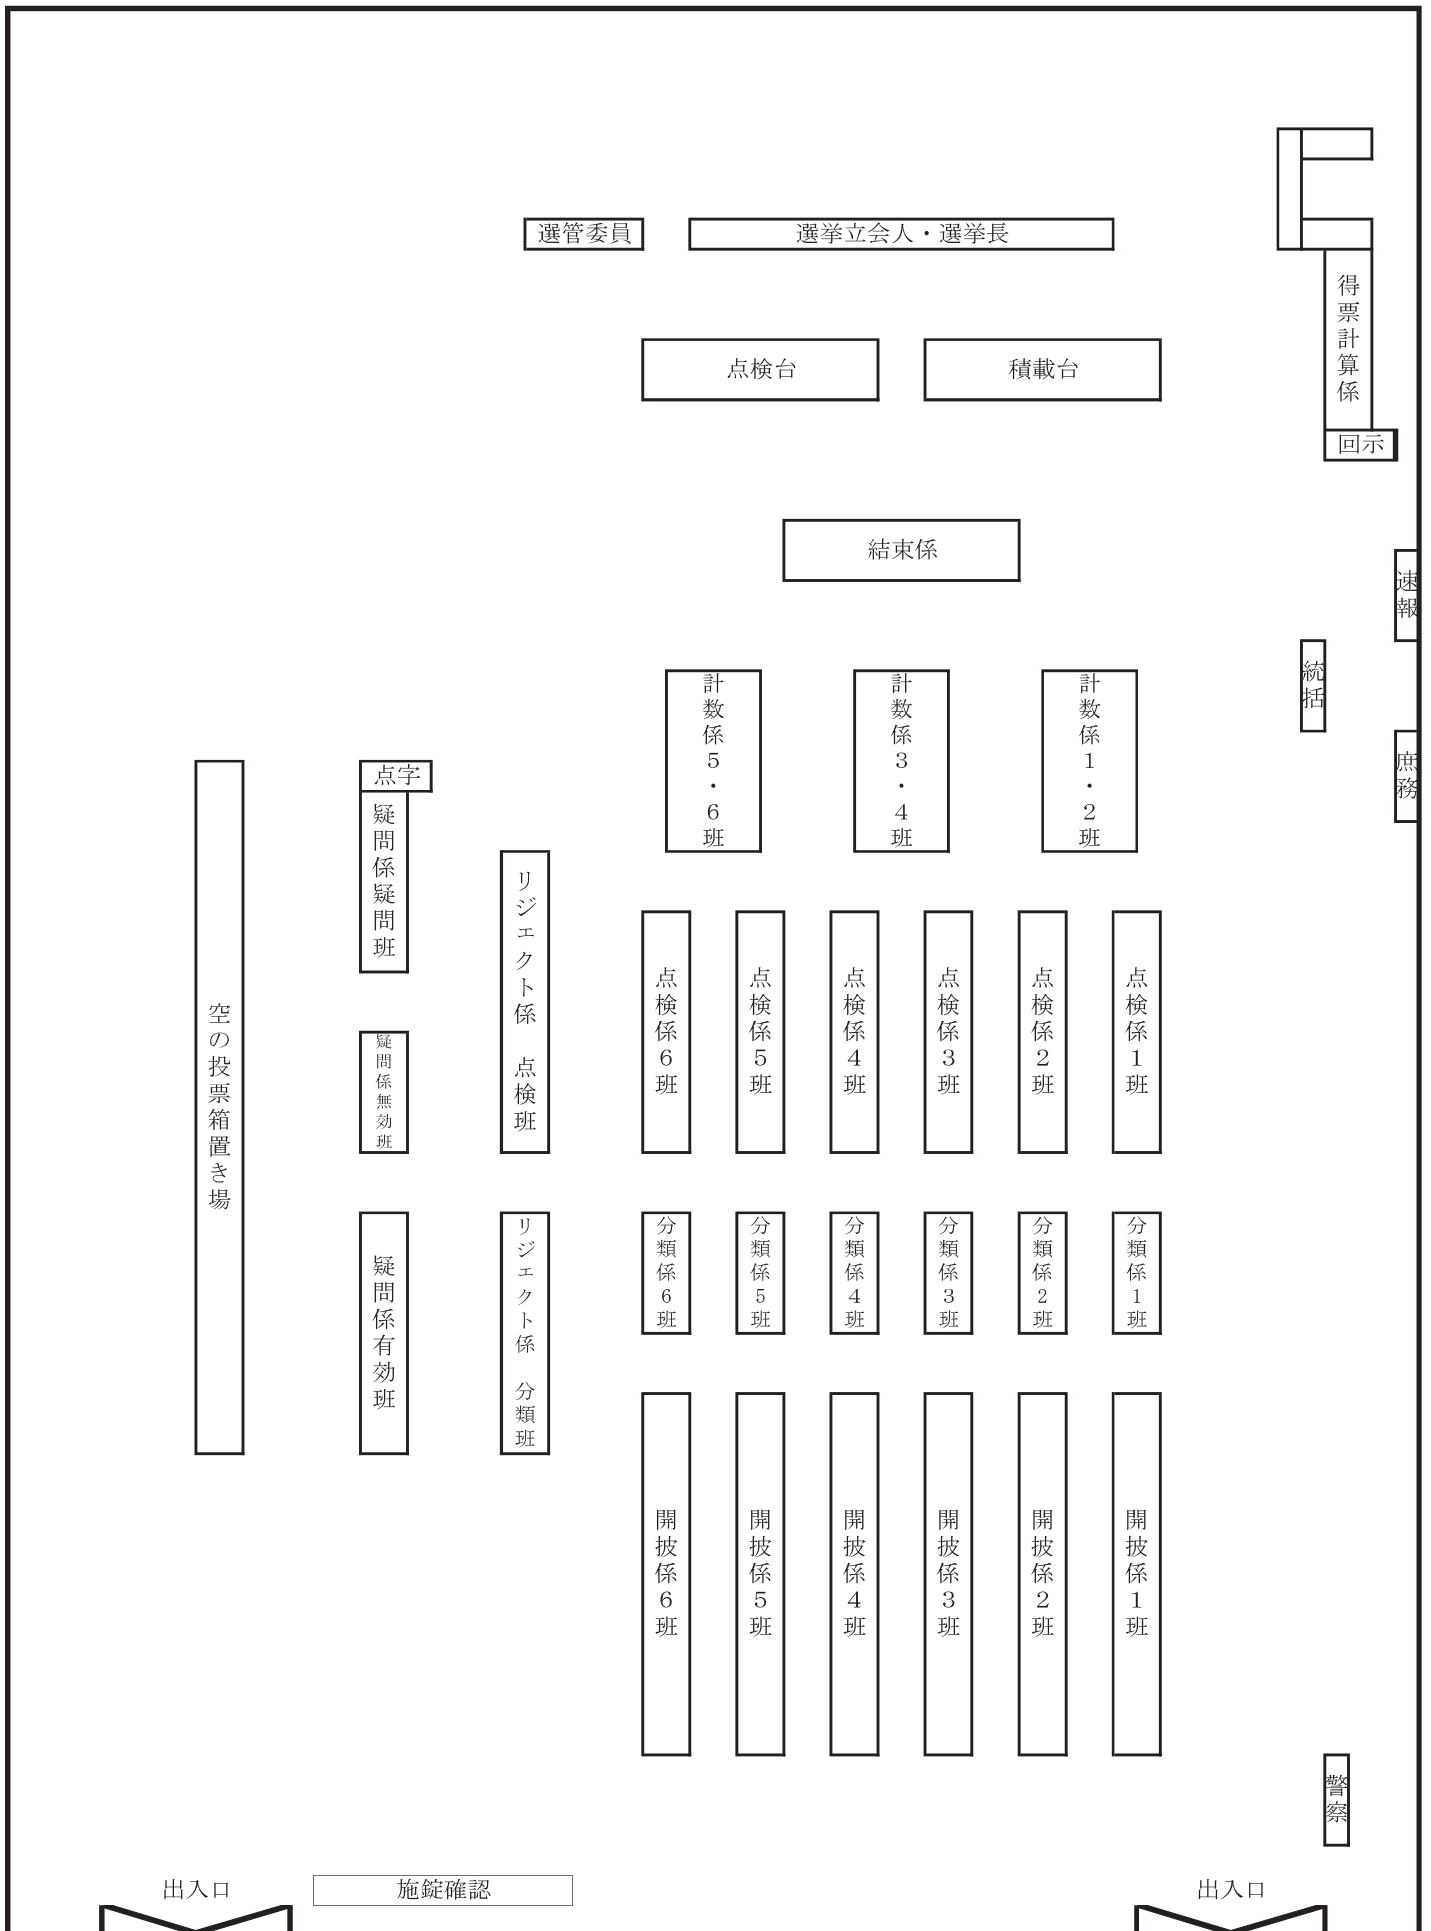 選管委員
選挙立会人・選挙長
得票計算係
点検台
積載台
回示
結束係
速報
統括
計数係５・６班
計数係３・４班
計数係１・２班
庶務
点字
疑問係疑問班
空の投票箱置き場
リジェクト係　点検班
点検係６班
点検係５班
点検係４班
点検係３班
点検係２班
点検係１班
疑問係無効班
疑問係有効班
リジェクト係　分類班
分類係６班
分類係５班
分類係４班
分類係３班
分類係２班
分類係１班
開披係６班
開披係５班
開披係４班
開披係３班
開披係２班
開披係１班
警察
出入口
施錠確認
出入口